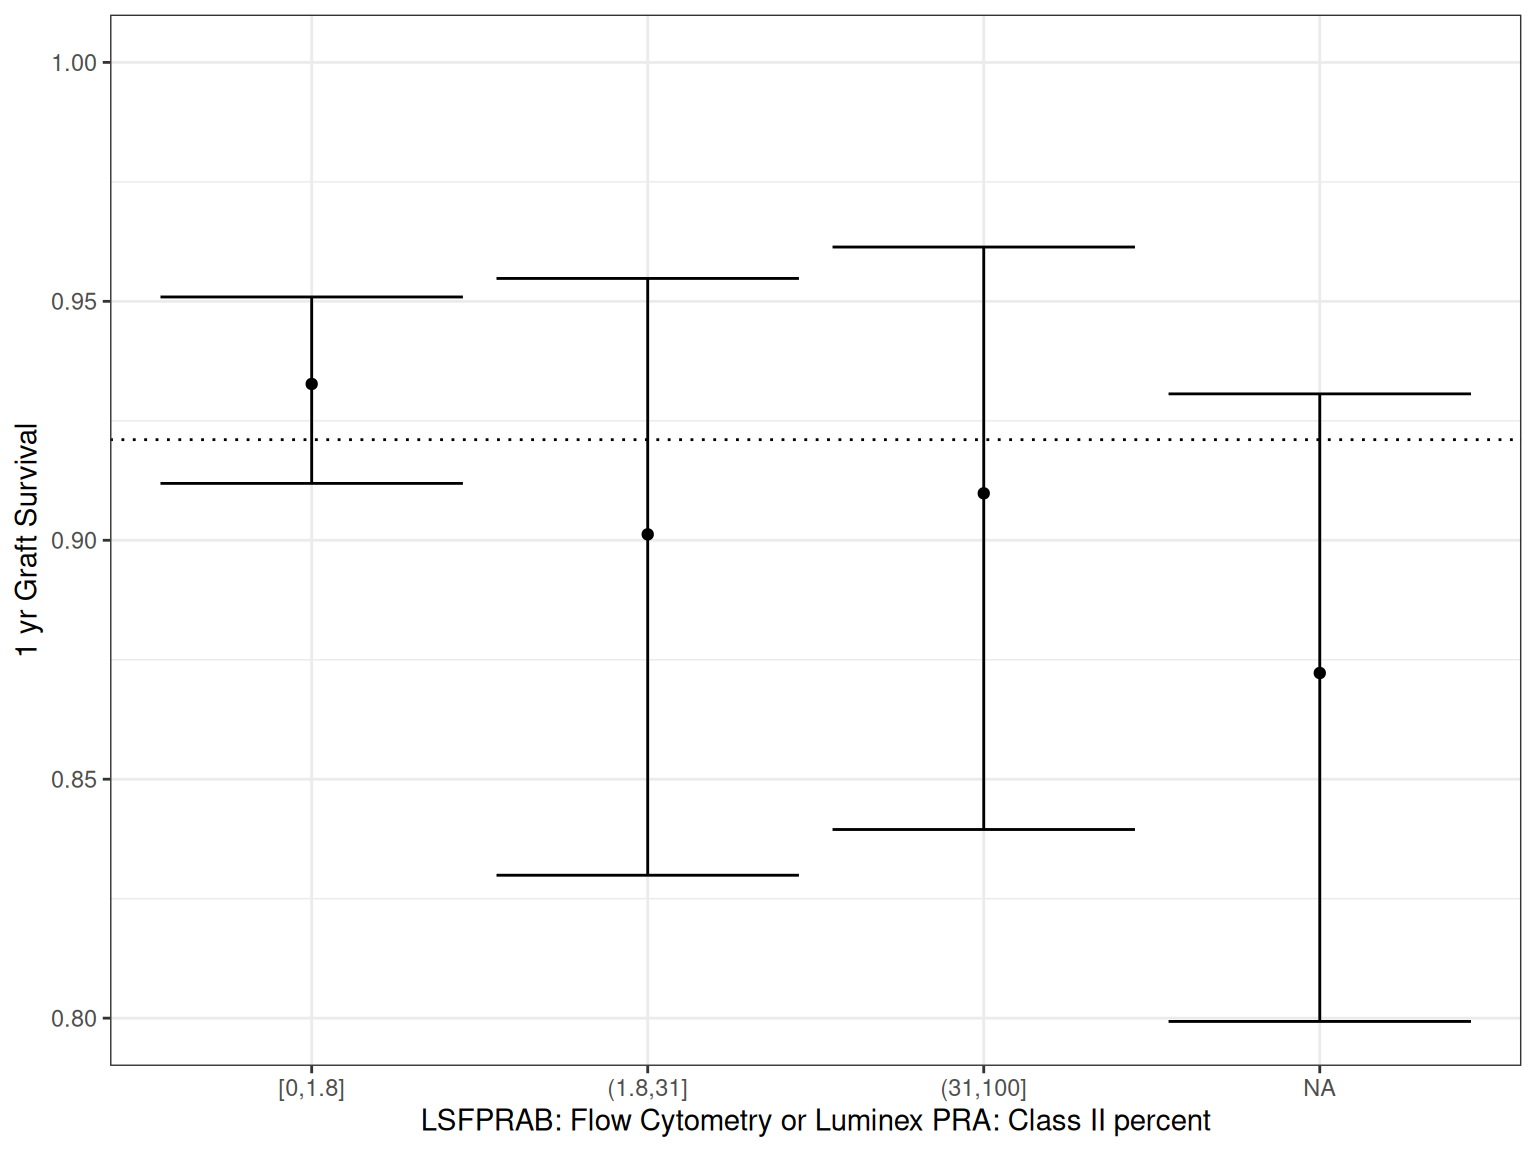 1.00
0.95
0.90
0.85
0.80
1 yr Graft Survival
[0,1.8] (1.8,31] (31,100] NA
LSFPRAB: Flow Cytometry or Luminex PRA: Class II percent